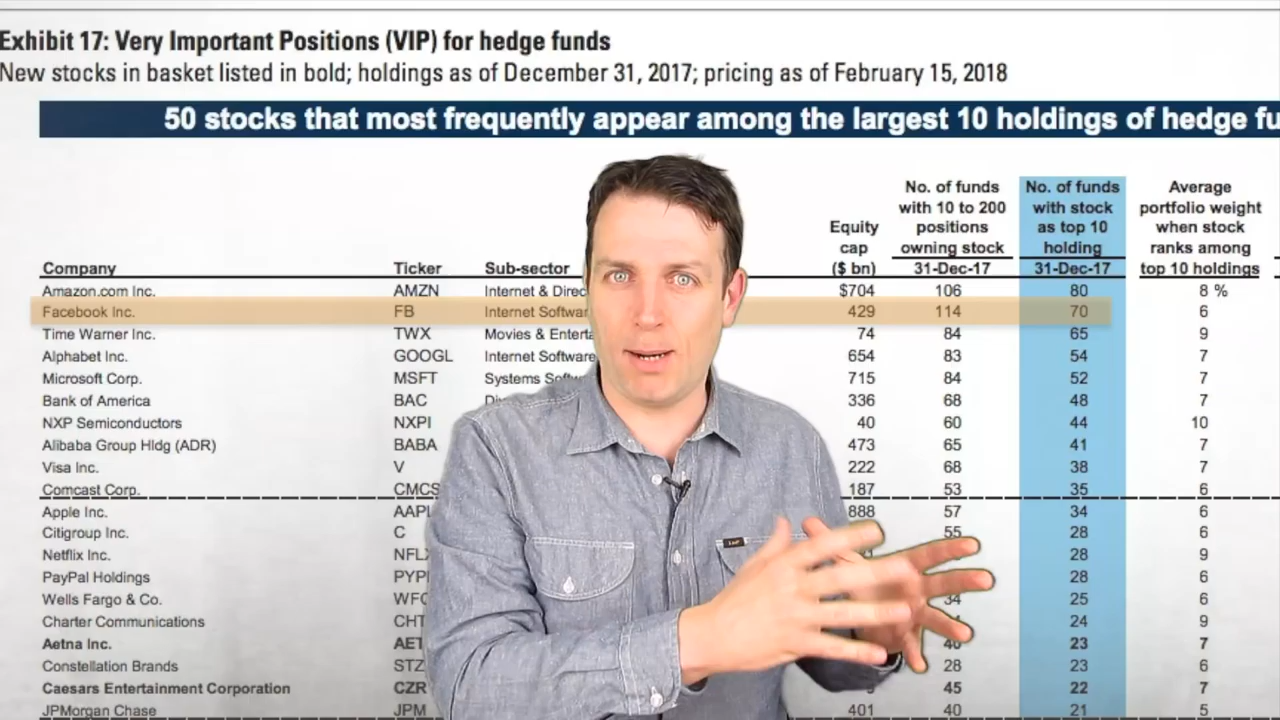 Exhibit 17: Very Important Positions (VIP) for hedge funds
New stocks in basket listed in bold; holdings as of December 31, 2017; pricing as of February 15, 2018
50 stocks that most frequently appear among the largest 10 holdings of hedge fu
No. of funds No. of funds Average
with 10 to 200 with stock portfolio weight
Equity positions as top 10 when stock
cap owning stock holding ranks among
Company Ticker Sub-sector ($ bn) 31-Dec-17 31-Dec-17 top 10 holdings
Amazon.com Inc. AMZN Internet & Direc $704 106 80 8 %
Facebook Inc. FB Internet Softwar 429 114 70 6
Time Warner Inc. TWX Movies & Enterta 74 84 65 9
Alphabet Inc. GOOGL Internet Software 654 83 54 7
Microsoft Corp. MSFT Systems Softw 715 84 52 7
Bank of America BAC Di 336 68 48 7
NXP Semiconductors NXPI 40 60 44 10
Alibaba Group Hldg (ADR) BABA 473 65 41 7
Visa Inc. V 222 68 38 7
Comcast Corp. CMCS 187 53 35 6
Apple Inc. AAPL 888 57 34 6
Citigroup Inc. C 55 28 6
Netflix Inc. NFLX 28 9
PayPal Holdings PYP 28 6
Wells Fargo & Co. WFC 34 25 6
Charter Communications CHT 24 9
Aetna Inc. AET 40 23 7
Constellation Brands STZ 28 23 6
Caesars Entertainment Corporation CZR 45 22 7
JPMorgan Chase JPM 401 40 21 5